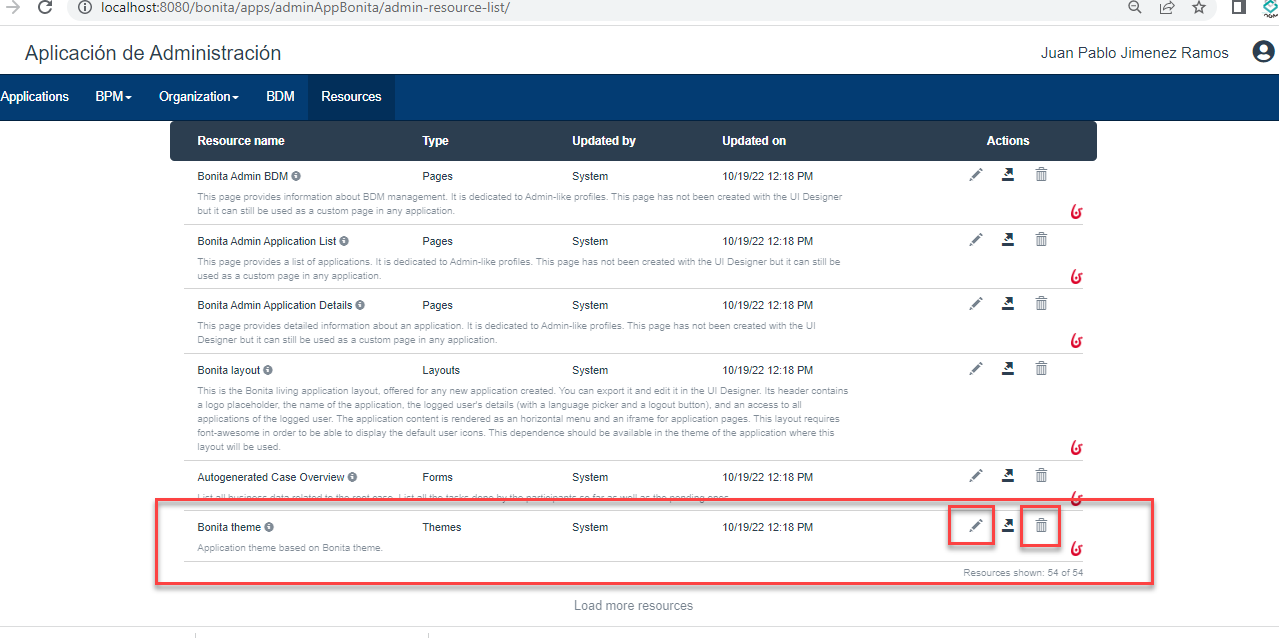 localhost:8080/bonita/apps/adminAppBonita/admin-resource-list/
Aplicación de Administración
Juan Pablo Jimenez Ramos
Applications BPM Organization BDM Resources
Resource name Type Updated by Updated on Actions
Bonita Admin BDM Pages System 10/19/22 12:18 PM
This page provides information about BDM management. It is dedicated to Admin-like profiles. This page has not been created with the UI Designer
but it can still be used as a custom page in any application.
Bonita Admin Application List Pages System 10/19/22 12:18 PM
This page provides a list of applications. It is dedicated to Admin-like profiles. This page has not been created with the UI Designer but it can still be
used as a custom page in any application.
Bonita Admin Application Details Pages System 10/19/22 12:18 PM
This page provides detailed information about an application. It is dedicated to Admin-like profiles. This page has not been created with the UI
Designer but it can still be used as a custom page in any application.
Bonita layout Layouts System 10/19/22 12:18 PM
This is the Bonita living application layout, offered for any new application created. You can export it and edit it in the UI Designer. Its header contains
a logo placeholder, the name of the application, the logged user's details (with a language picker and a logout button), and an access to all
applications of the logged user. The application content is rendered as an horizontal menu and an iframe for application pages. This layout requires
font-awesome in order to be able to display the default user icons. This dependence should be available in the theme of the application where this
layout will be used.
Autogenerated Case Overview Forms System 10/19/22 12:18 PM
List all business data related to the root case. List all the tasks done by the participants so far as well as the pending ones.
Bonita theme Themes System 10/19/22 12:18 PM
Application theme based on Bonita theme.
Resources shown: 54 of 54
Load more resources